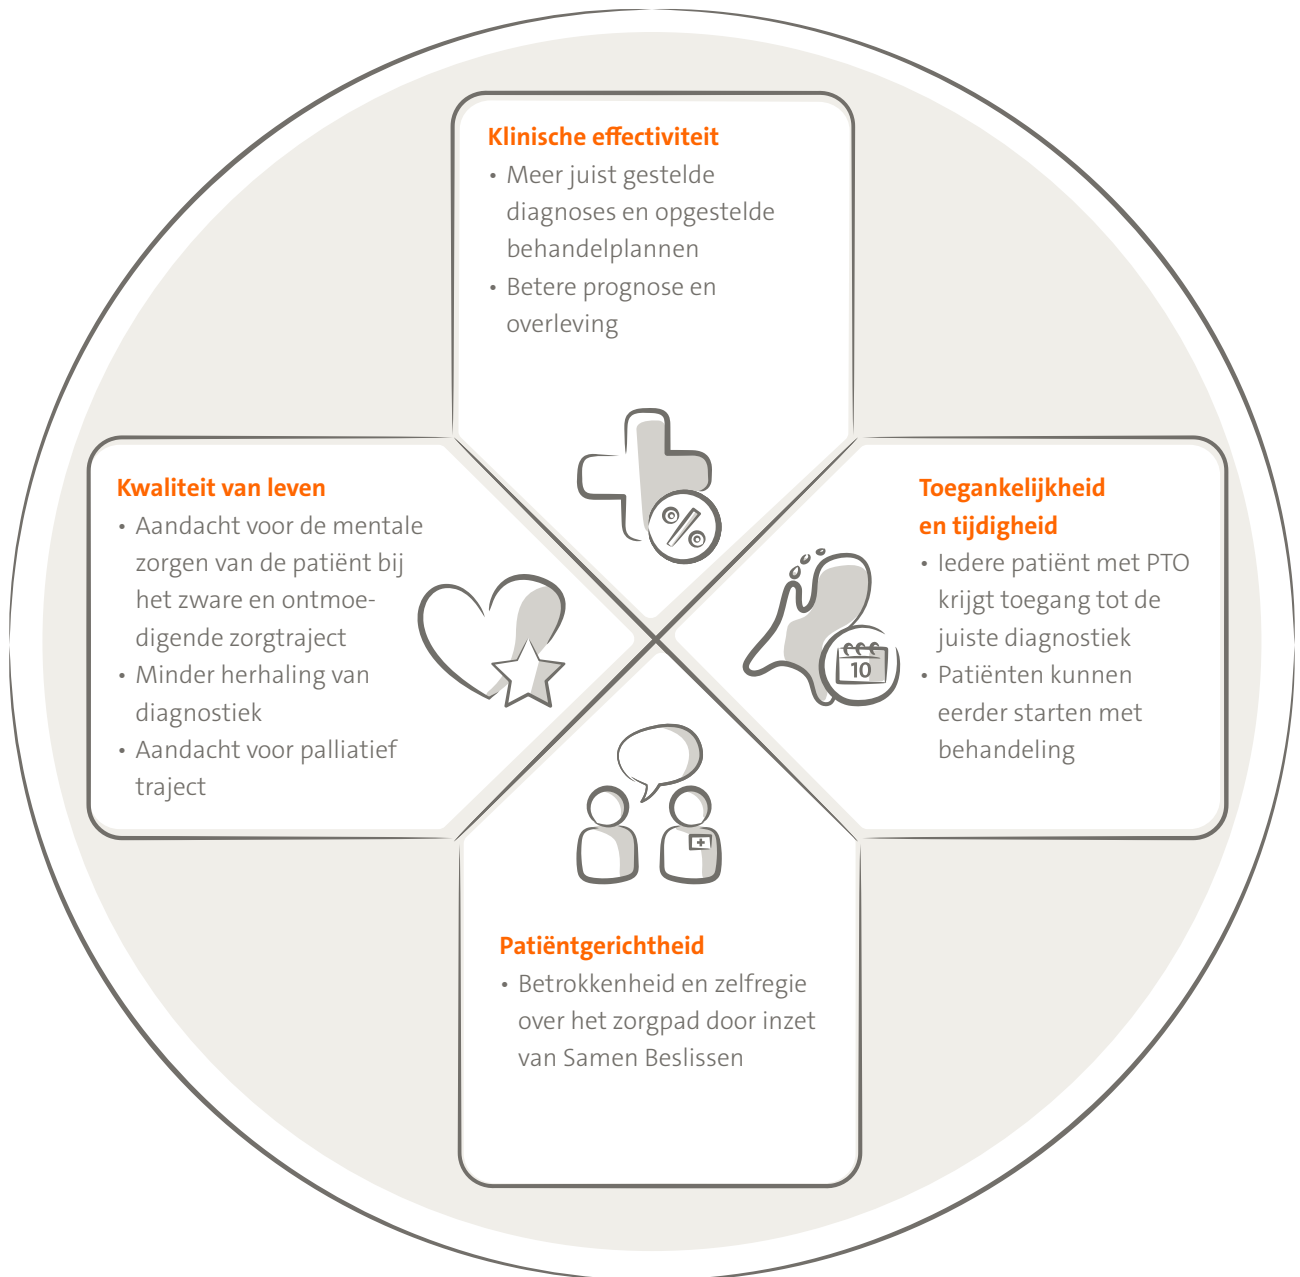 Klinische effectiviteit
• Meer juist gestelde
diagnoses en opgestelde
behandelplannen
• Betere prognose en
overleving
Kwaliteit van leven
• Aandacht voor de mentale
zorgen van de patiënt bij
het zware en ontmoe-
digende zorgtraject
• Minder herhaling van
diagnostiek
• Aandacht voor palliatief
traject
Toegankelijkheid
en tijdigheid
• Iedere patiënt met PTO
krijgt toegang tot de
juiste diagnostiek
• Patiënten kunnen
eerder starten met
behandeling
10
Patiëntgerichtheid
• Betrokkenheid en zelfregie
over het zorgpad door inzet
van Samen Beslissen